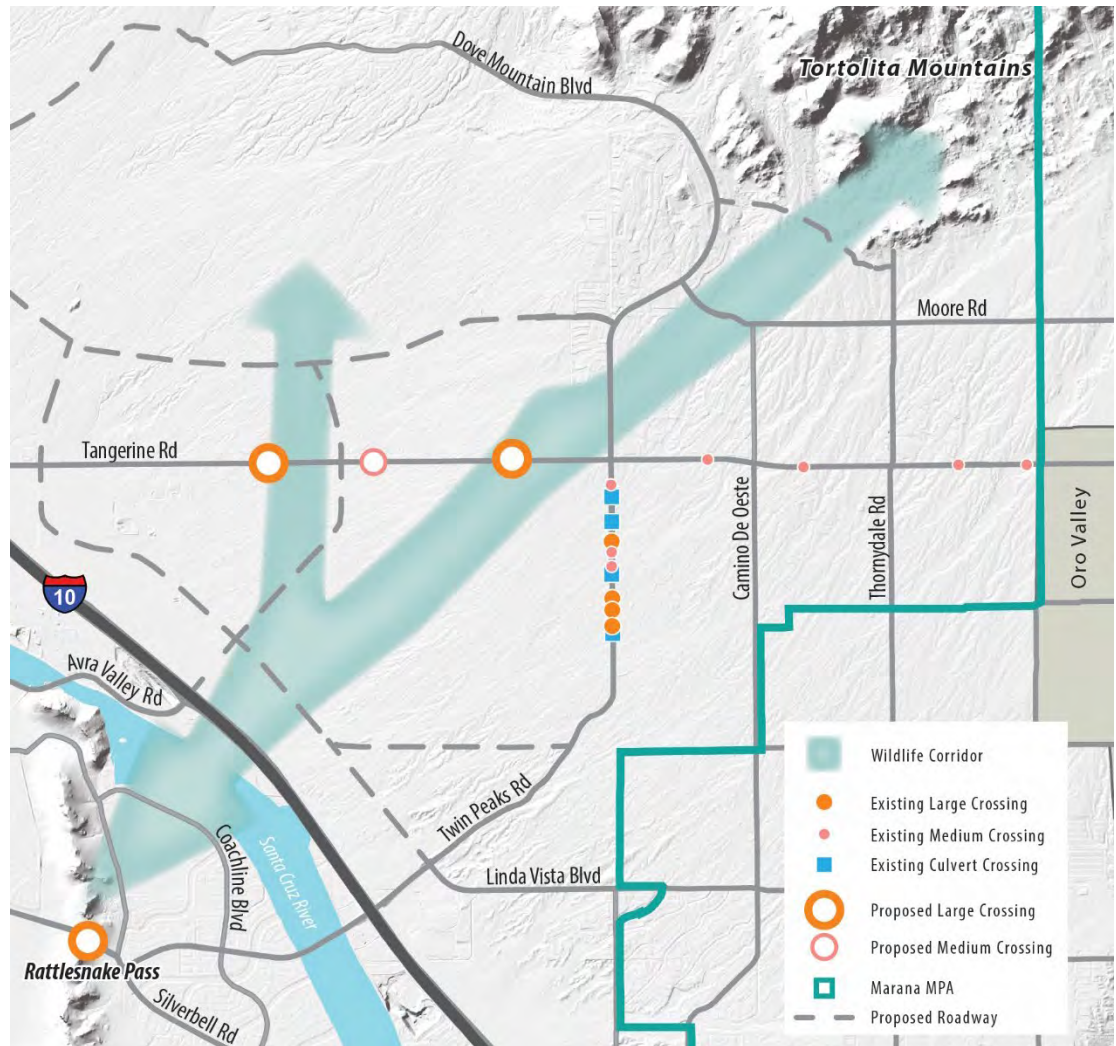 Dove Mountain Blvd
Tortolita Mountains
Moore Rd
Tangerine Rd
Camino De Oeste
Thornydale Rd
Oro Valley
10
Avra Valley Rd
Coachline Blvd
Santa Cruz River
Twin Peaks Rd
Linda Vista Blvd
Rattlesnake Pass
Silverbell Rd
Wildlife Corridor
Existing Large Crossing
Existing Medium Crossing
Existing Culvert Crossing
Proposed Large Crossing
Proposed Medium Crossing
Marana MPA
Proposed Roadway